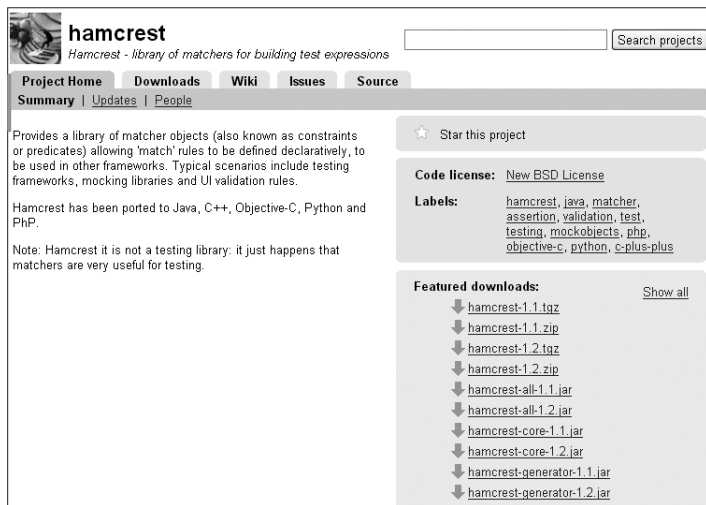 hamcrest
Hamcrest - library of matchers for building test expressions
Search projects
Project Home Downloads Wiki Issues Source
Summary | Updates | People
Provides a library of matcher objects (also known as constraints
or predicates) allowing 'match' rules to be defined declaratively, to
be used in other frameworks. Typical scenarios include testing
frameworks, mocking libraries and UI validation rules.
Hamcrest has been ported to Java, C++, Objective-C, Python and
PhP.
Note: Hamcrest it is not a testing library: it just happens that
matchers are very useful for testing.
Star this project
Code license: New BSD License
Labels: hamcrest, java, matcher,
assertion, validation, test,
testing, mockobjects, php,
objective-c, python, c-plus-plus
Featured downloads: Show all
hamcrest-1.1.tgz
hamcrest-1.1.zip
hamcrest-1.2.tgz
hamcrest-1.2.zip
hamcrest-all-1.1.jar
hamcrest-all-1.2.jar
hamcrest-core-1.1.jar
hamcrest-core-1.2.jar
hamcrest-generator-1.1.jar
hamcrest-generator-1.2.jar